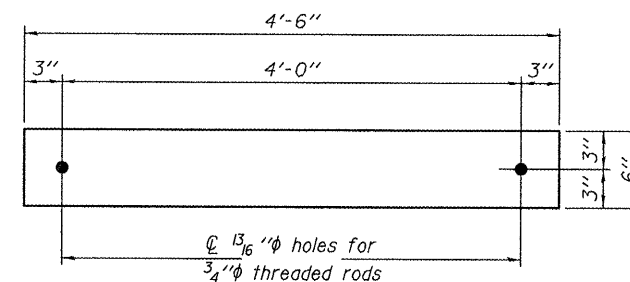 4'-6"
3" 4'-0" 3"
3"
3"
6"
℄ 13/16 "ϕ holes for
3/4"ϕ threaded rods